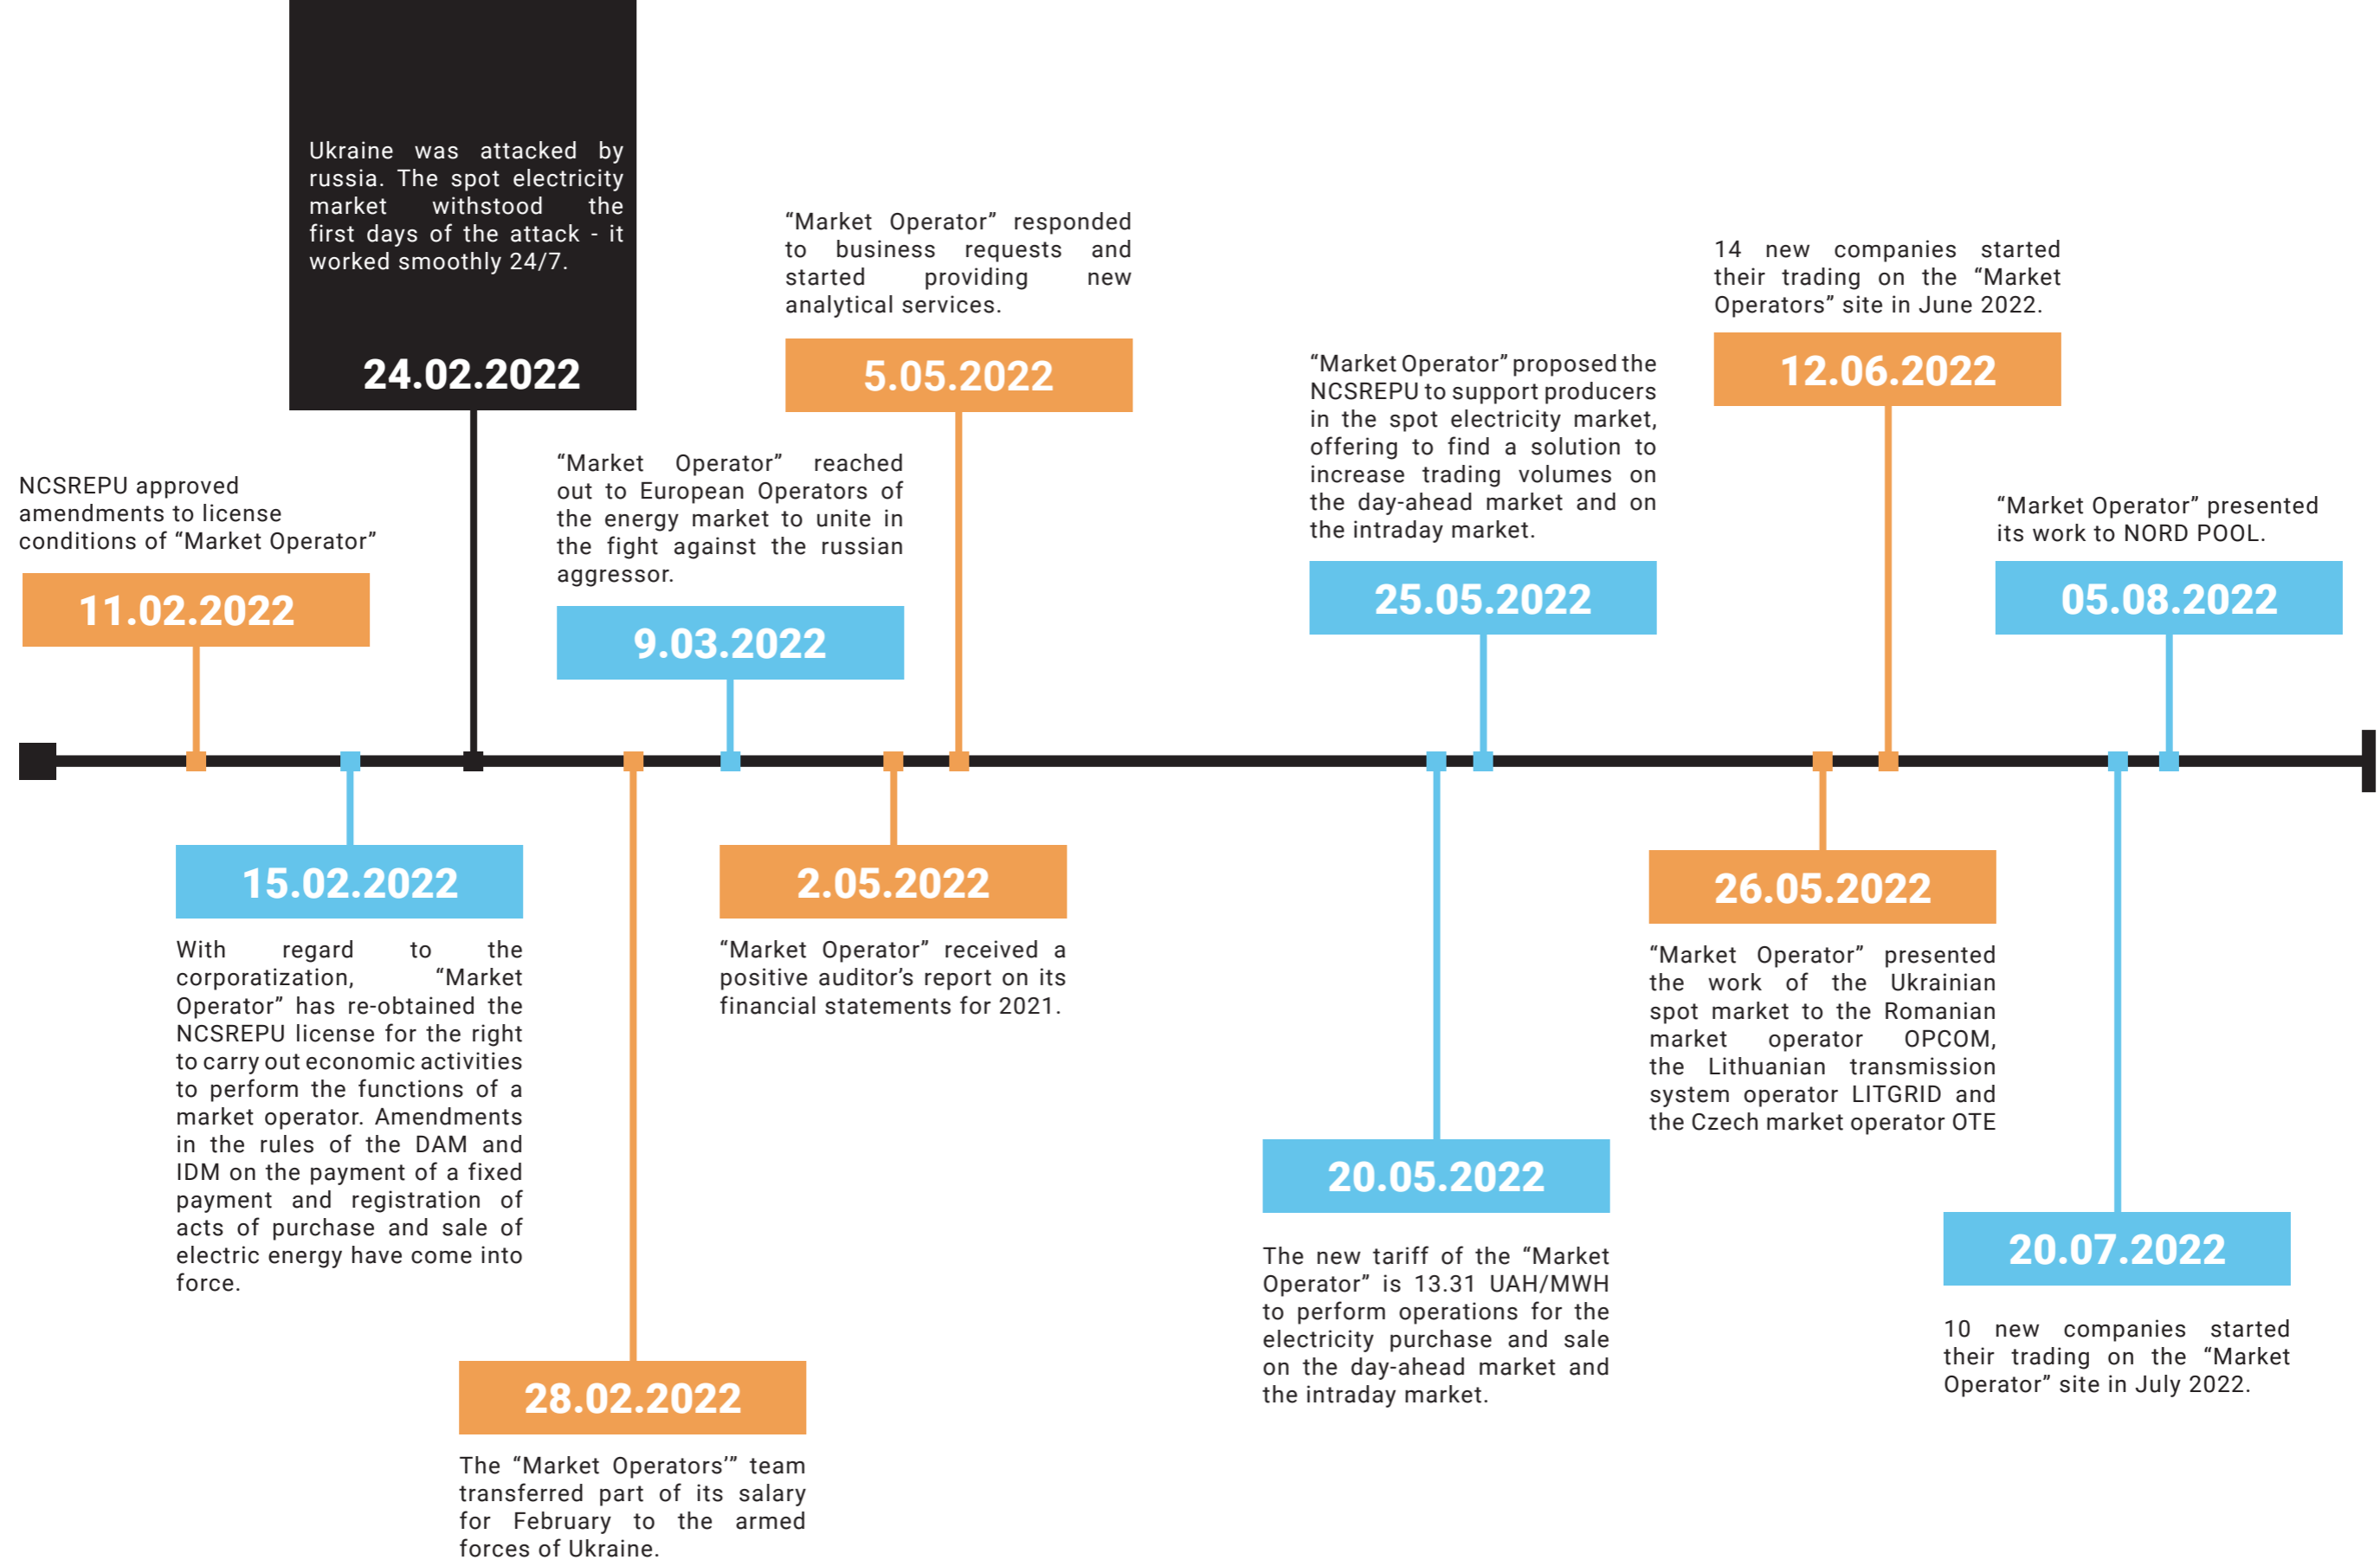 NCSREPU approved
amendments to license
conditions of “Market Operator”
11.02.2022
15.02.2022
With regard to the
corporatization, “Market
Operator” has re-obtained the
NCSREPU license for the right
to carry out economic activities
to perform the functions of a
market operator. Amendments
in the rules of the DAM and
IDM on the payment of a fixed
payment and registration of
acts of purchase and sale of
electric energy have come into
force.
Ukraine was attacked by
russia. The spot electricity
market withstood the
first days of the attack - it
worked smoothly 24/7.
24.02.2022
28.02.2022
The “Market Operators’” team
transferred part of its salary
for February to the armed
forces of Ukraine.
“Market Operator” reached
out to European Operators of
the energy market to unite in
the fight against the russian
aggressor.
9.03.2022
2.05.2022
“Market Operator” received a
positive auditor’s report on its
financial statements for 2021.
“Market Operator” responded
to business requests and
started providing new
analytical services.
5.05.2022
20.05.2022
The new tariff of the “Market
Operator” is 13.31 UAH/MWH
to perform operations for the
electricity purchase and sale
on the day-ahead market and
the intraday market.
“Market Operator” proposed the
NCSREPU to support producers
in the spot electricity market,
offering to find a solution to
increase trading volumes on
the day-ahead market and on
the intraday market.
25.05.2022
26.05.2022
“Market Operator” presented
the work of the Ukrainian
spot market to the Romanian
market operator OPCOM,
the Lithuanian transmission
system operator LITGRID and
the Czech market operator OTE
14 new companies started
their trading on the “Market
Operators” site in June 2022.
12.06.2022
20.07.2022
10 new companies started
their trading on the “Market
Operator” site in July 2022.
“Market Operator” presented
its work to NORD POOL.
05.08.2022